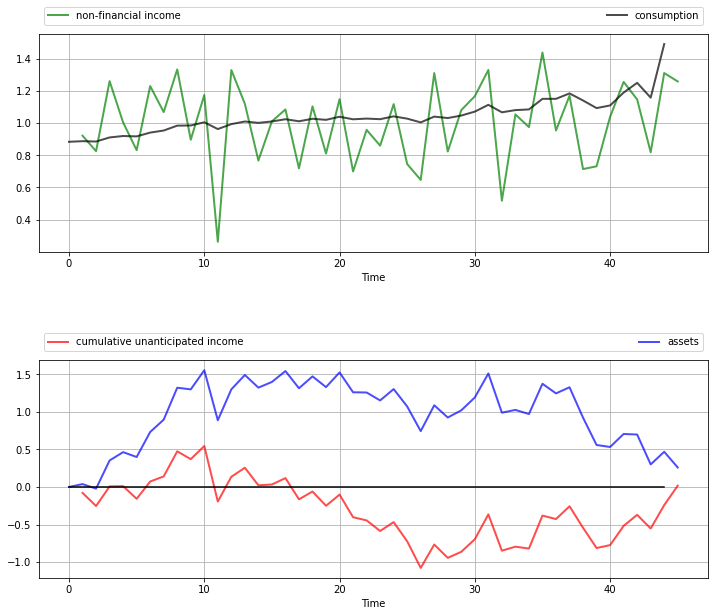 non-financial income consumption
1.4
1.2
1.0
0.8
0.6
0.4
0 10 20 30 40
Time
cumulative unanticipated income assets
1.5
1.0
0.5
0.0
−0.5
−1.0
0 10 20 30 40
Time